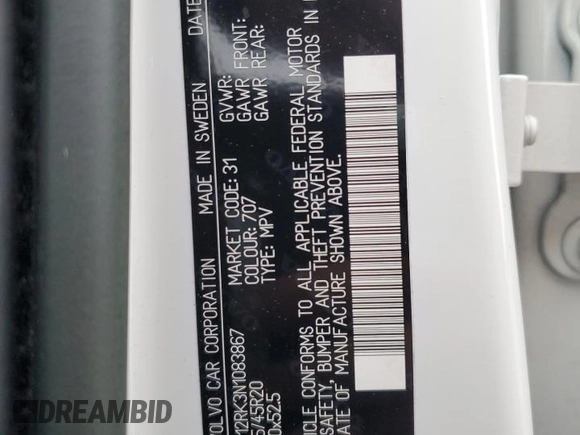 VOLVO CAR CORPORATION MADE IN SWEDEN DATE
12RK3N1083867 MARKET CODE: 31 GVWR:
5/45R20 COLOUR: 707 GAWR FRONT:
0x52.5 TYPE: MPV GAWR REAR:
HICLE CONFORMS TO ALL APPLICABLE FEDERAL MOTOR
SAFETY, BUMPER AND THEFT PREVENTION STANDARDS IN
ATE OF MANUFACTURE SHOWN ABOVE.
DREAMBID